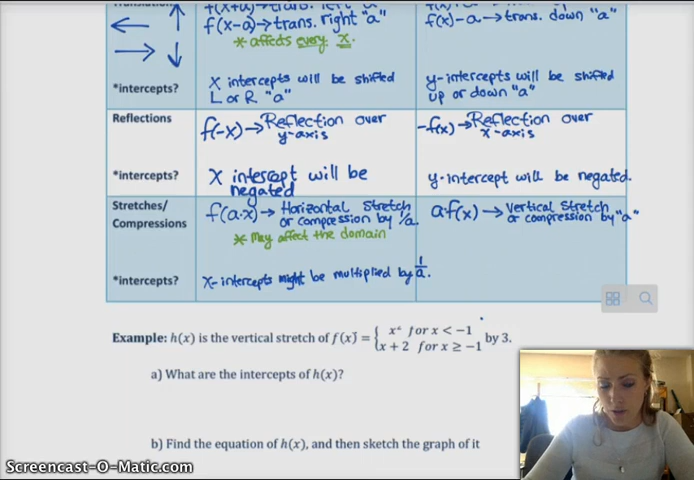 Translation
f(x+a)→trans. left "a"
f(x-a)→trans. right "a"
* affects every x.
f(x)-a→trans. down "a"
*intercepts?
x intercepts will be shifted
L or R "a"
y-intercepts will be shifted
up or down "a"
Reflections
f(-x)→Reflection over
y-axis
-f(x)→Reflection over
x-axis
*intercepts?
x intercept will be
negated
y-intercept will be negated.
Stretches/
Compressions
f(a·x)→ Horizontal stretch
or compression by 1/a.
* May affect the domain
a·f(x)→ vertical stretch
or compression by "a"
*intercepts?
x-intercepts might be multiplied by 1/a.
Example: h(x) is the vertical stretch of f(x) = { x² for x < −1
x + 2 for x ≥ −1 by 3.
a) What are the intercepts of h(x)?
b) Find the equation of h(x), and then sketch the graph of it
Screencast-O-Matic.com